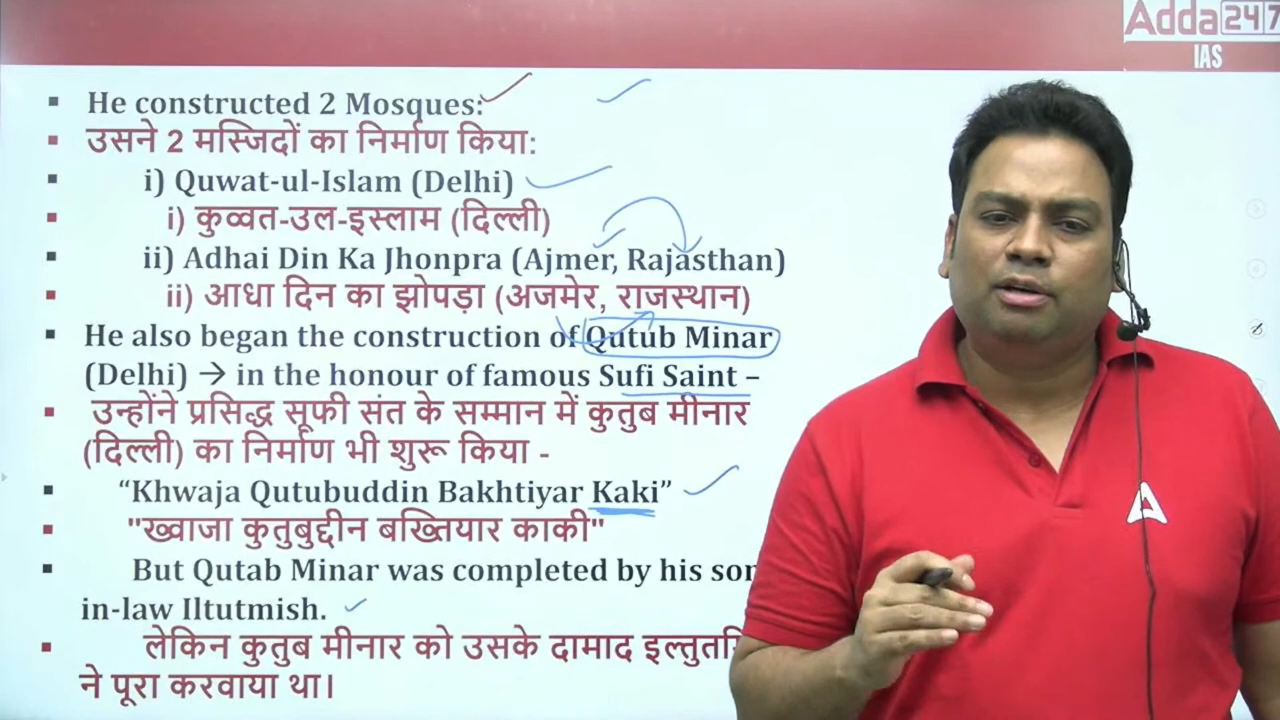 Adda247
IAS
▪ He constructed 2 Mosques:
▪ उसने 2 मस्जिदों का निर्माण किया:
▪ i) Quwat-ul-Islam (Delhi)
▪ i) कुव्वत-उल-इस्लाम (दिल्ली)
▪ ii) Adhai Din Ka Jhonpra (Ajmer, Rajasthan)
▪ ii) आधा दिन का झोपड़ा (अजमेर, राजस्थान)
▪ He also began the construction of Qutub Minar
(Delhi) → in the honour of famous Sufi Saint –
▪ उन्होंने प्रसिद्ध सूफी संत के सम्मान में कुतुब मीनार
(दिल्ली) का निर्माण भी शुरू किया -
▪ “Khwaja Qutubuddin Bakhtiyar Kaki”
▪ "ख्वाजा कुतुबुद्दीन बख्तियार काकी"
▪ But Qutab Minar was completed by his
in-law Iltutmish.
▪ लेकिन कुतुब मीनार को उसके दामाद
ने पूरा करवाया था।